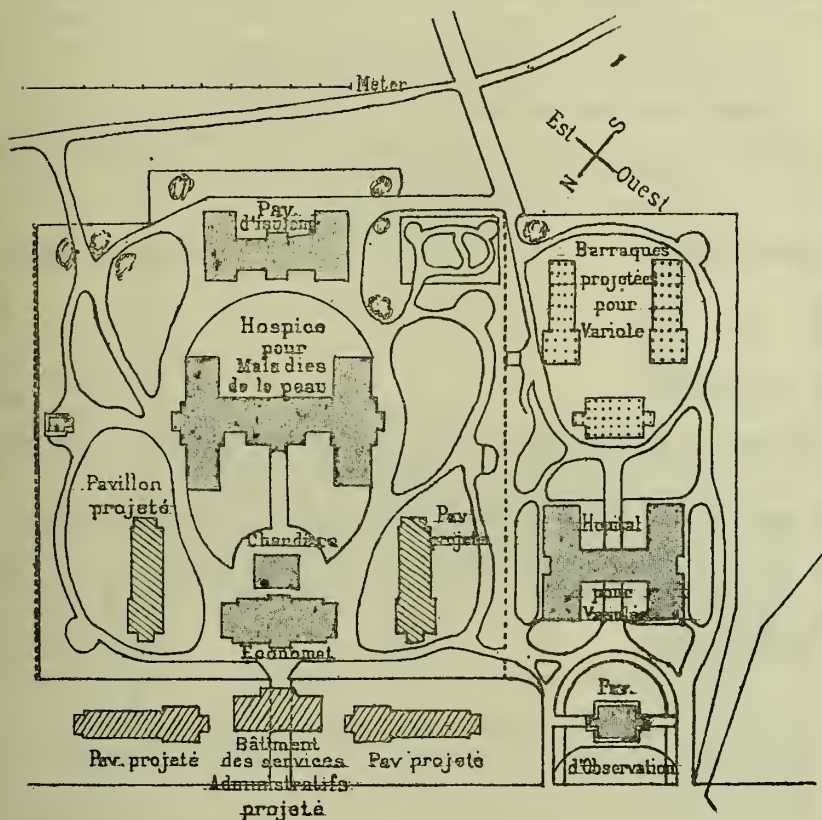 Meter
Est
S
N
Ouest
Pav.
d'Isolemt
Barraques
projetées
pour
Variole
Hospice
pour
Maladies
de la peau
Pavillon
projeté
Pav
projeté
Chaudière
Hopital
pour
Variole
Economat
Pav.
d'Observation
Pav. projeté
Bâtiment
des services
Administratifs
projeté
Pav projeté